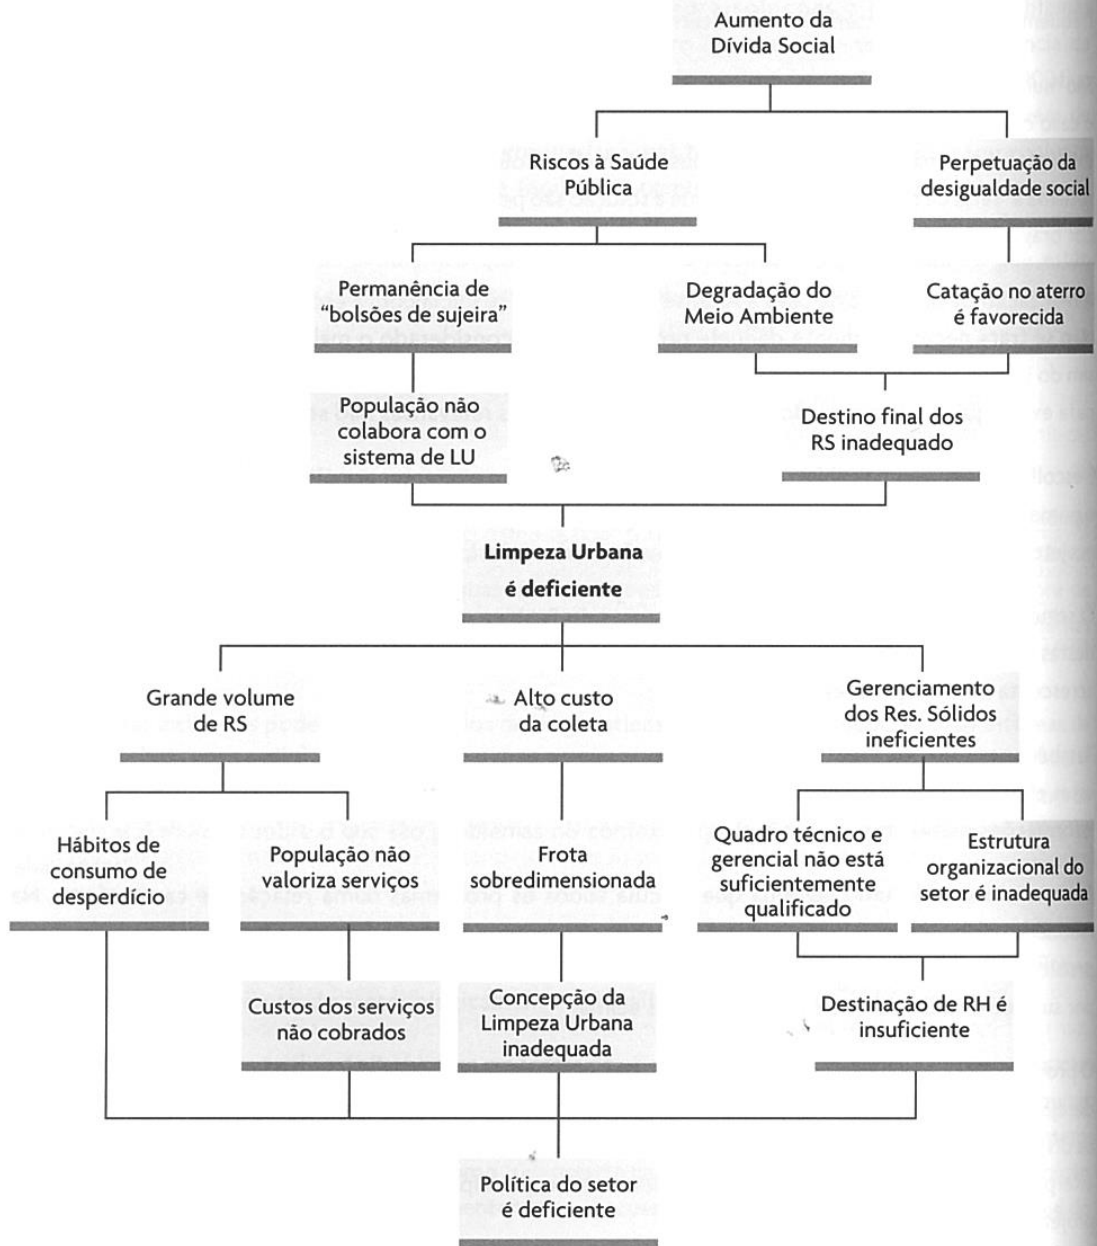 Aumento da
Dívida Social
Riscos à Saúde
Pública
Perpetuação da
desigualdade social
Permanência de
“bolsões de sujeira”
Degradação do
Meio Ambiente
Catação no aterro
é favorecida
População não
colabora com o
sistema de LU
Destino final dos
RS inadequado
Limpeza Urbana
é deficiente
Grande volume
de RS
Alto custo
da coleta
Gerenciamento
dos Res. Sólidos
ineficientes
Hábitos de
consumo de
desperdício
População não
valoriza serviços
Frota
sobredimensionada
Quadro técnico e
gerencial não está
suficientemente
qualificado
Estrutura
organizacional do
setor é inadequada
Custos dos serviços
não cobrados
Concepção da
Limpeza Urbana
inadequada
Destinação de RH é
insuficiente
Política do setor
é deficiente